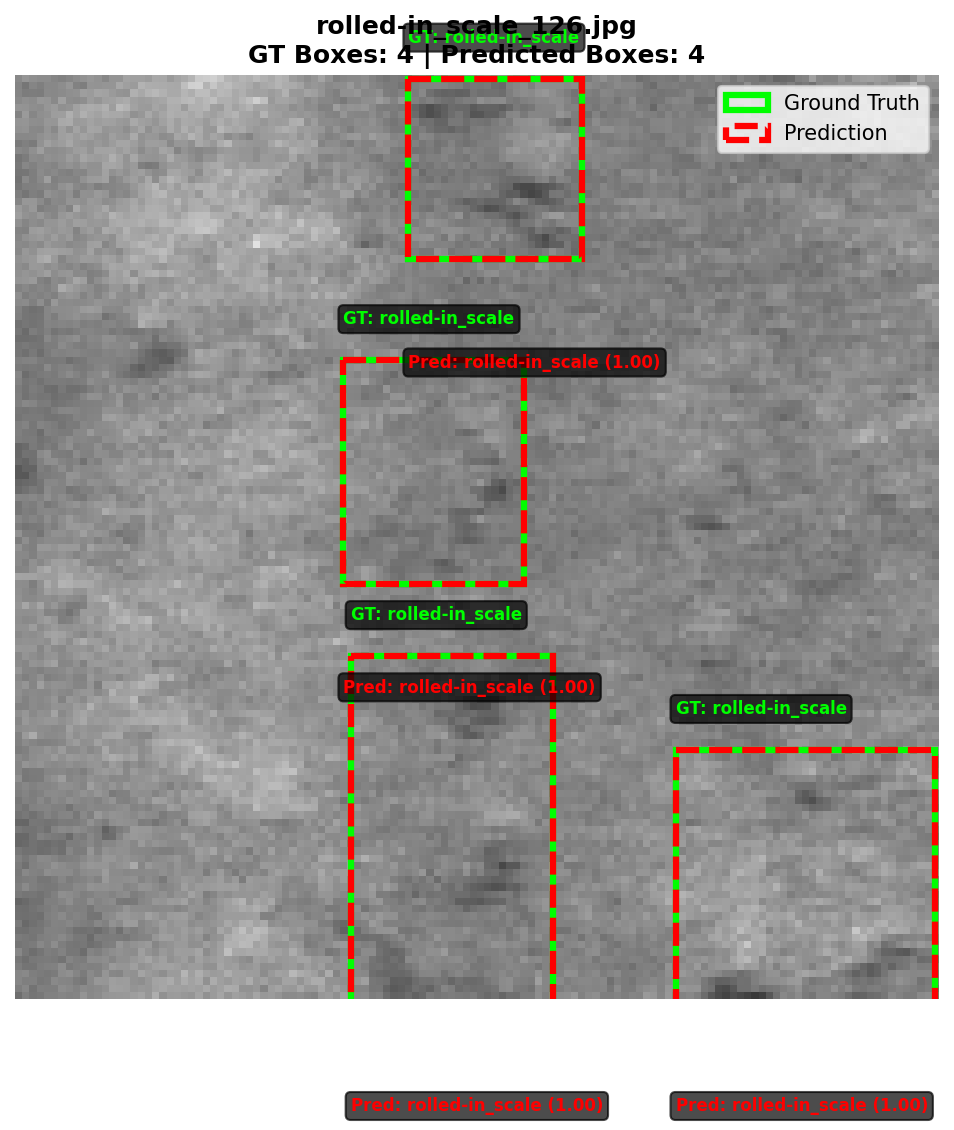 rolled-in_scale_126.jpg
GT: rolled-in_scale
GT Boxes: 4 | Predicted Boxes: 4
Ground Truth
Prediction
GT: rolled-in_scale
Pred: rolled-in_scale (1.00)
GT: rolled-in_scale
Pred: rolled-in_scale (1.00)
GT: rolled-in_scale
Pred: rolled-in_scale (1.00)
Pred: rolled-in_scale (1.00)